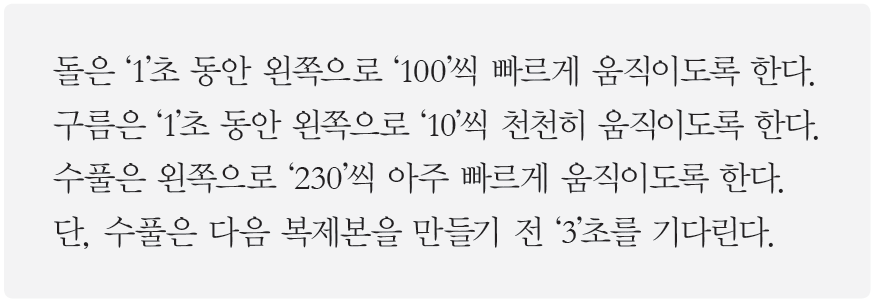 돌은 ‘1’초 동안 왼쪽으로 ‘100’씩 빠르게 움직이도록 한다.
구름은 ‘1’초 동안 왼쪽으로 ‘10’씩 천천히 움직이도록 한다.
수풀은 왼쪽으로 ‘230’씩 아주 빠르게 움직이도록 한다.
단, 수풀은 다음 복제본을 만들기 전 ‘3’초를 기다린다.